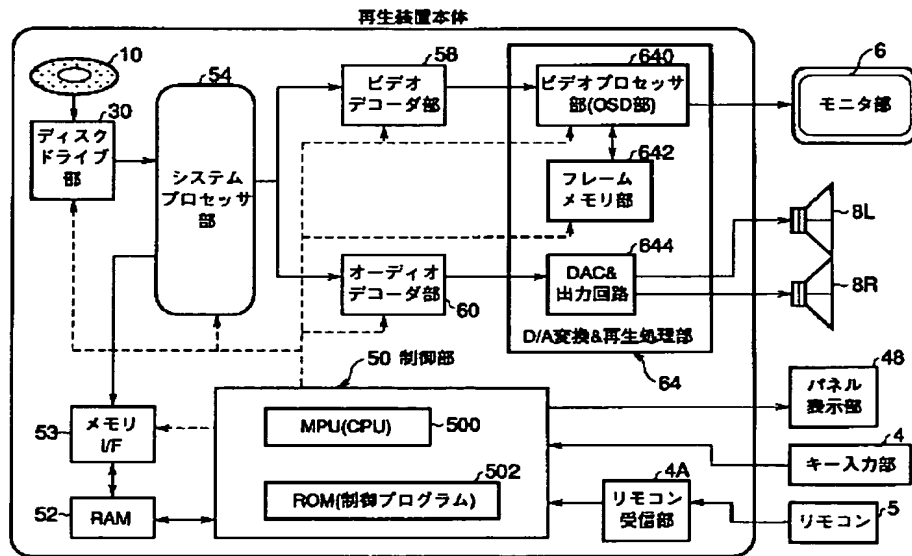 再生装置本体
10
54
58
640
6
ビデオ
デコーダ部
ビデオプロセッサ
部(OSD部)
モニタ部
30
ディスク
ドライブ
部
642
システム
プロセッサ
部
フレーム
メモリ部
8L
644
オーディオ
デコーダ部
DAC&
出力回路
8R
60
D/A変換&再生処理部
50 制御部
64
48
パネル
表示部
53
メモリ
I/F
MPU(CPU)
500
4
キー入力部
502
4A
ROM(制御プログラム)
リモコン
受信部
5
リモコン
52
RAM